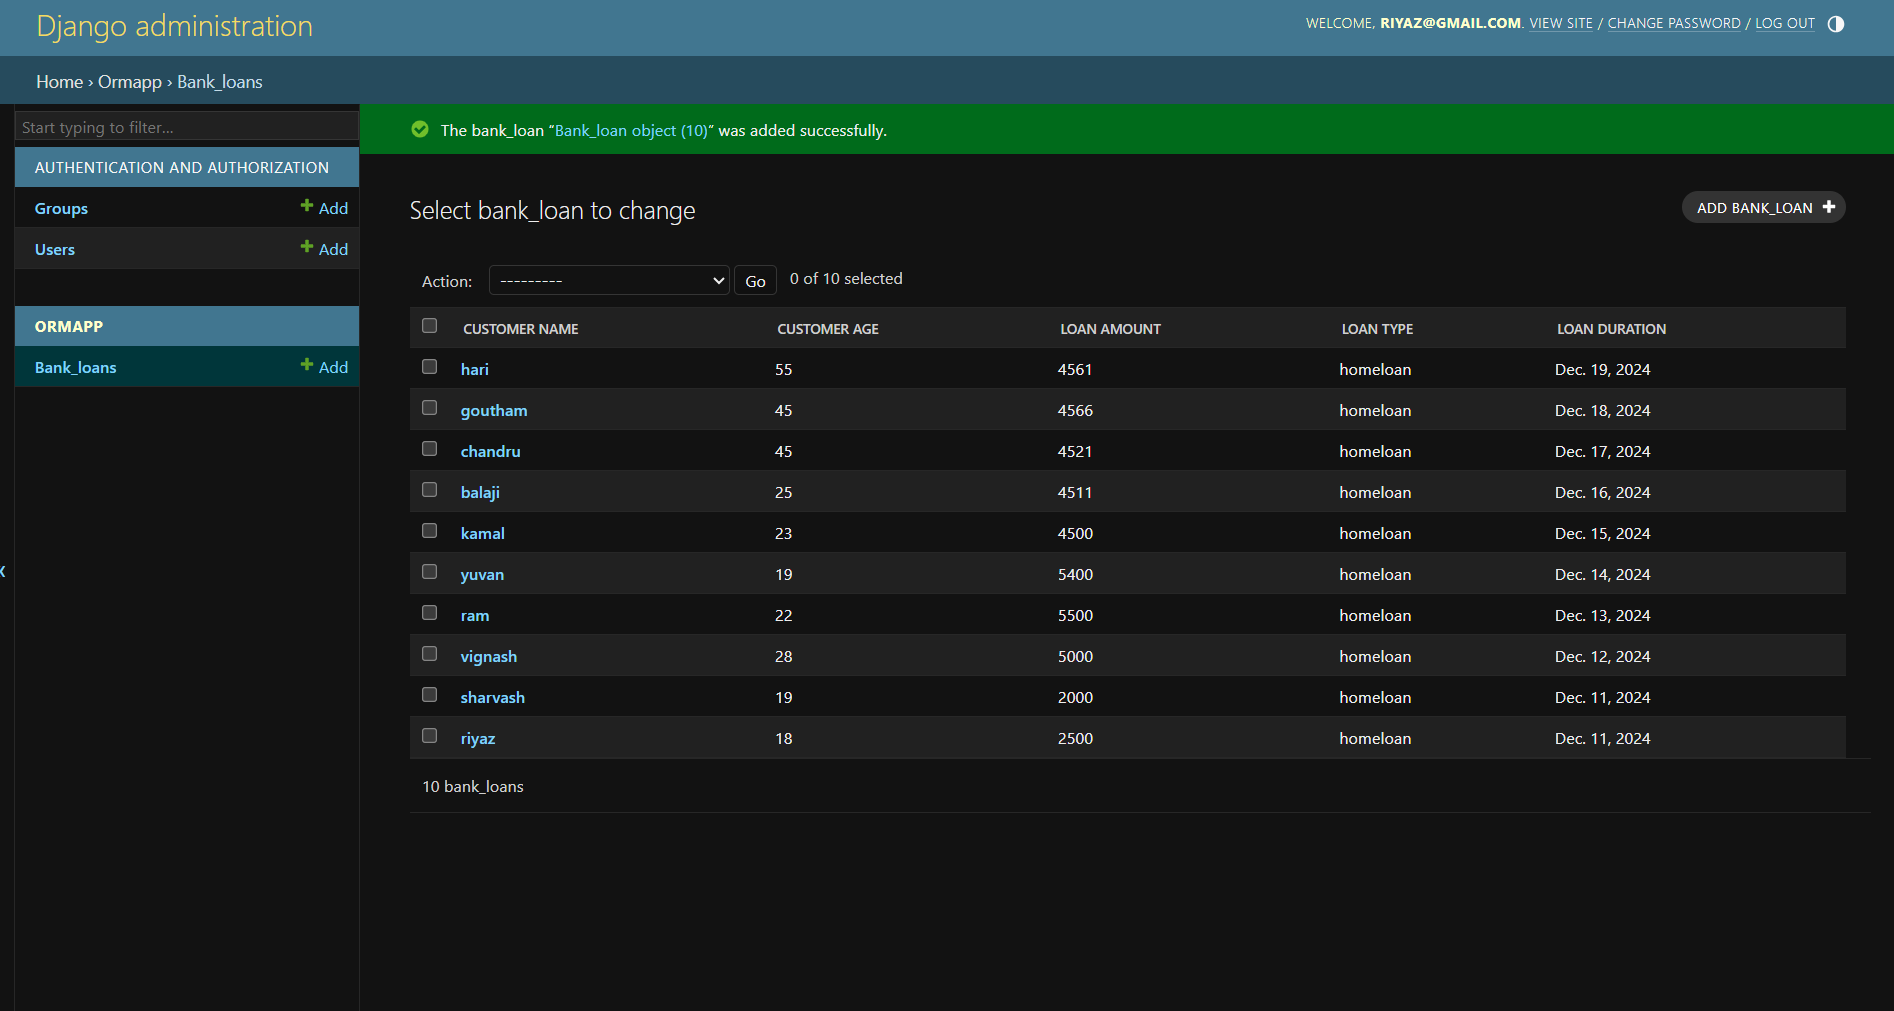 Django administration
WELCOME, RIYAZ@GMAIL.COM. VIEW SITE / CHANGE PASSWORD / LOG OUT
Home › Ormapp › Bank_loans
Start typing to filter...
The bank_loan “Bank_loan object (10)” was added successfully.
AUTHENTICATION AND AUTHORIZATION
Groups Add
Users Add
ORMAPP
Bank_loans Add
Select bank_loan to change
ADD BANK_LOAN
Action: --------- Go 0 of 10 selected
CUSTOMER NAME CUSTOMER AGE LOAN AMOUNT LOAN TYPE LOAN DURATION
hari 55 4561 homeloan Dec. 19, 2024
goutham 45 4566 homeloan Dec. 18, 2024
chandru 45 4521 homeloan Dec. 17, 2024
balaji 25 4511 homeloan Dec. 16, 2024
kamal 23 4500 homeloan Dec. 15, 2024
yuvan 19 5400 homeloan Dec. 14, 2024
ram 22 5500 homeloan Dec. 13, 2024
vignash 28 5000 homeloan Dec. 12, 2024
sharvash 19 2000 homeloan Dec. 11, 2024
riyaz 18 2500 homeloan Dec. 11, 2024
10 bank_loans